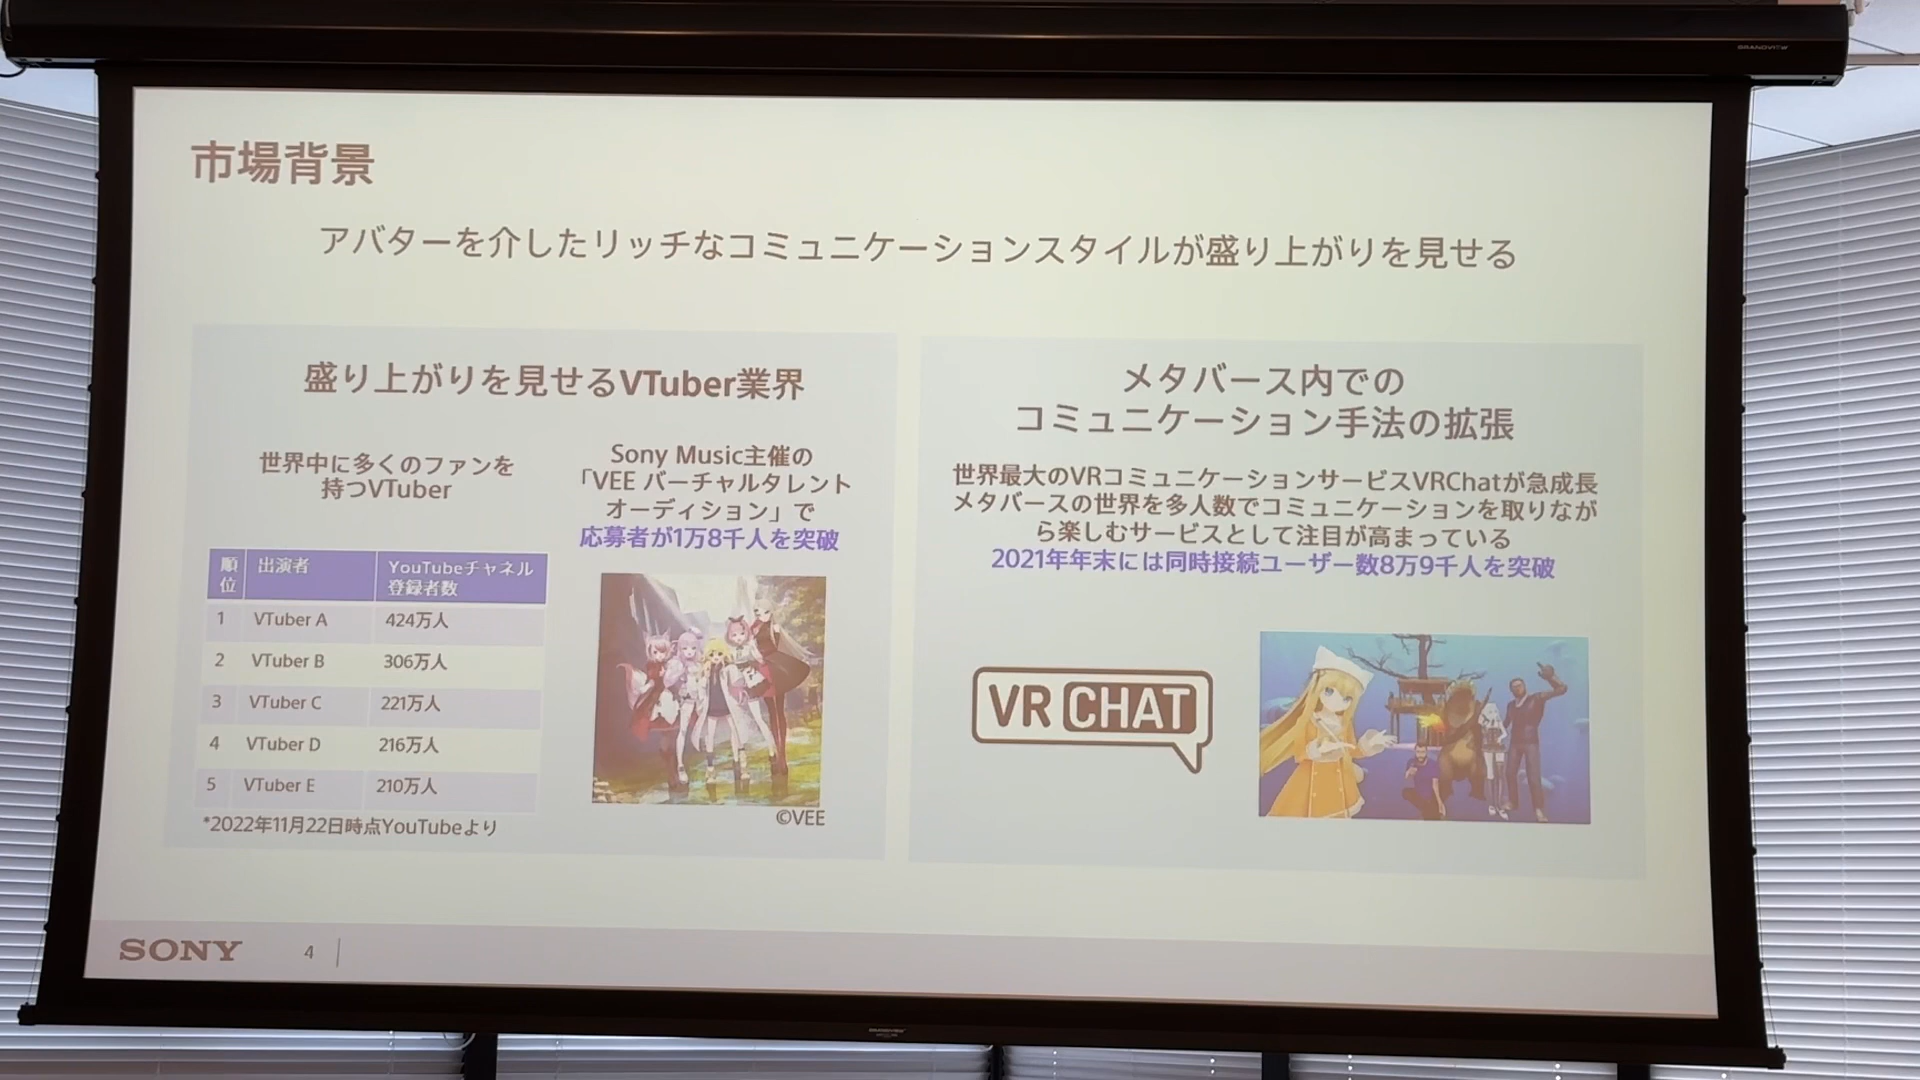 GRANDVIEW
市場背景
アバターを介したリッチなコミュニケーションスタイルが盛り上がりを見せる
盛り上がりを見せるVTuber業界
世界中に多くのファンを
持つVTuber
順位 出演者 YouTubeチャネル登録者数
1 VTuber A 424万人
2 VTuber B 306万人
3 VTuber C 221万人
4 VTuber D 216万人
5 VTuber E 210万人
*2022年11月22日時点YouTubeより
Sony Music主催の
「VEE バーチャルタレント
オーディション」で
応募者が1万8千人を突破
©VEE
メタバース内での
コミュニケーション手法の拡張
世界最大のVRコミュニケーションサービスVRChatが急成長
メタバースの世界を多人数でコミュニケーションを取りなが
ら楽しむサービスとして注目が高まっている
2021年年末には同時接続ユーザー数8万9千人を突破
VR CHAT
SONY 4